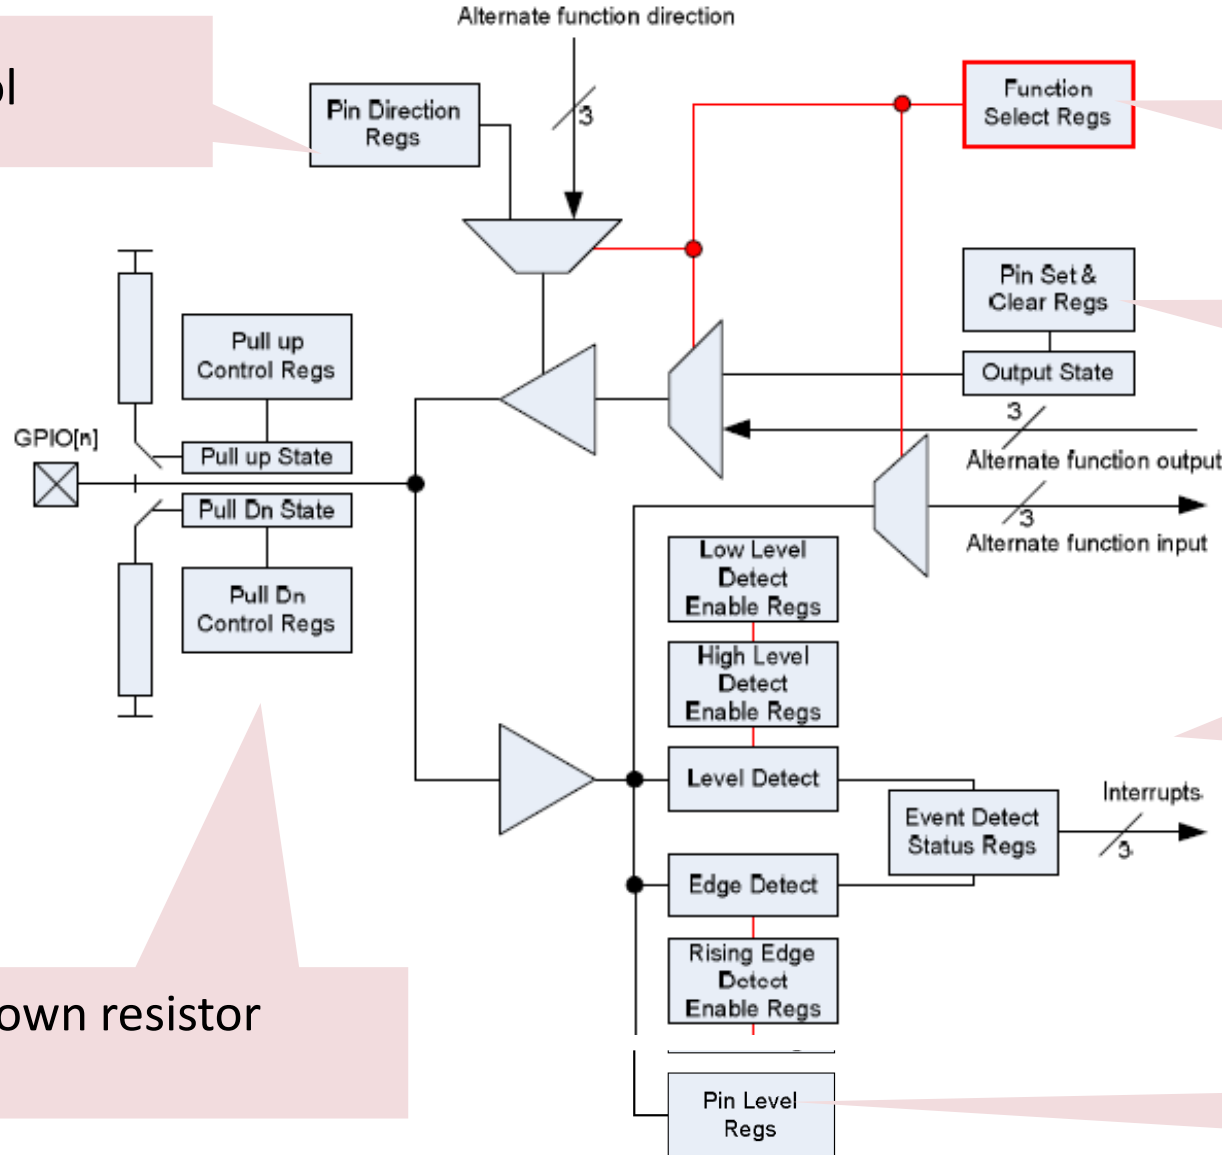 Alternate function direction
ol
Pin Direction
Regs
3
Function
Select Regs
Pin Set &
Clear Regs
Output State
Pull up
Control Regs
GPIO[n]
Pull up State
Pull Dn State
Pull Dn
Control Regs
3
Alternate function output
3
Alternate function input
Low Level
Detect
Enable Regs
High Level
Detect
Enable Regs
Level Detect
Event Detect
Status Regs
Interrupts
3
Edge Detect
Rising Edge
Detect
Enable Regs
own resistor
Pin Level
Regs